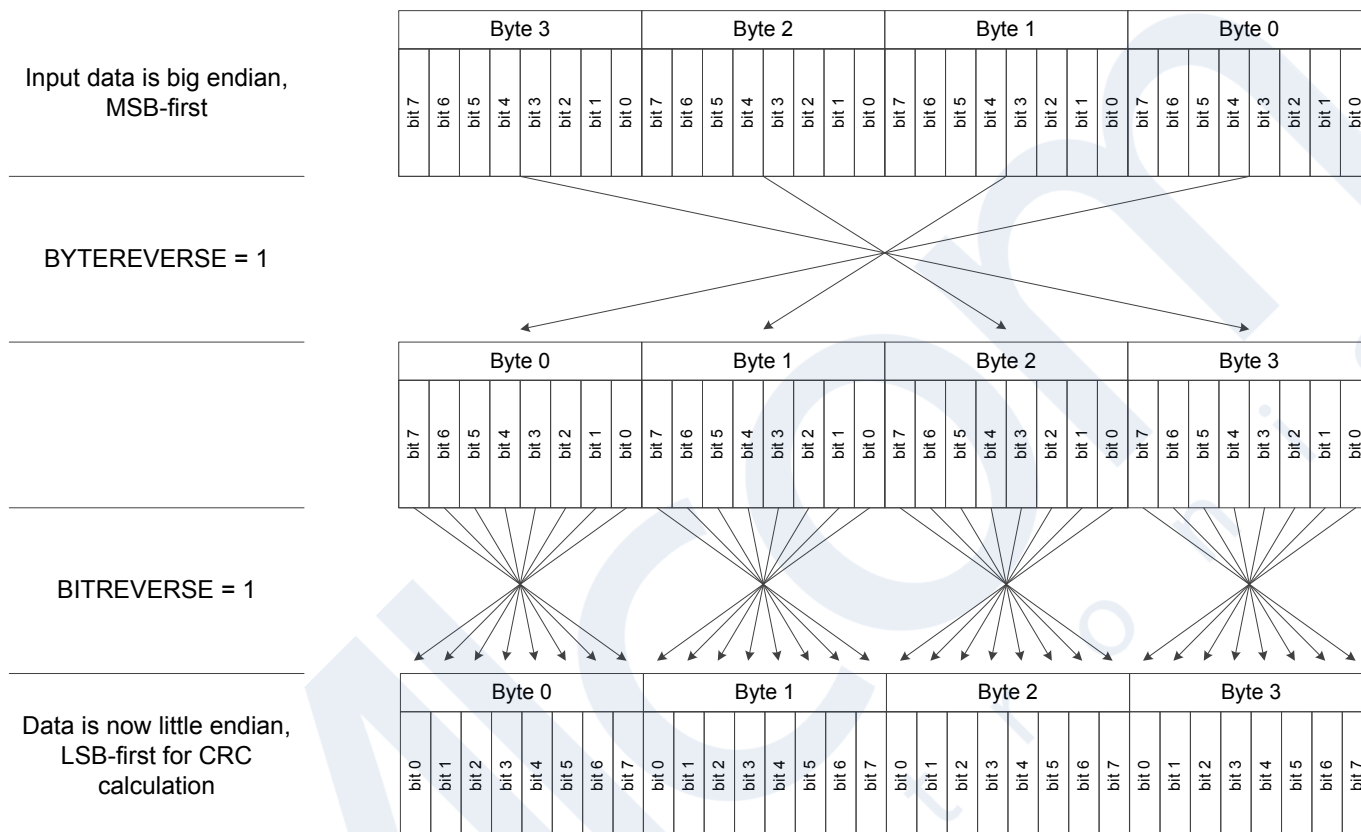 Byte 3 Byte 2 Byte 1 Byte 0
Input data is big endian,
MSB-first
bit 7 bit 6 bit 5 bit 4 bit 3 bit 2 bit 1 bit 0 bit 7 bit 6 bit 5 bit 4 bit 3 bit 2 bit 1 bit 0 bit 7 bit 6 bit 5 bit 4 bit 3 bit 2 bit 1 bit 0 bit 7 bit 6 bit 5 bit 4 bit 3 bit 2 bit 1 bit 0
BYTEREVERSE = 1
Byte 0 Byte 1 Byte 2 Byte 3
bit 7 bit 6 bit 5 bit 4 bit 3 bit 2 bit 1 bit 0 bit 7 bit 6 bit 5 bit 4 bit 3 bit 2 bit 1 bit 0 bit 7 bit 6 bit 5 bit 4 bit 3 bit 2 bit 1 bit 0 bit 7 bit 6 bit 5 bit 4 bit 3 bit 2 bit 1 bit 0
BITREVERSE = 1
Byte 0 Byte 1 Byte 2 Byte 3
Data is now little endian,
LSB-first for CRC
calculation
bit 0 bit 1 bit 2 bit 3 bit 4 bit 5 bit 6 bit 7 bit 0 bit 1 bit 2 bit 3 bit 4 bit 5 bit 6 bit 7 bit 0 bit 1 bit 2 bit 3 bit 4 bit 5 bit 6 bit 7 bit 0 bit 1 bit 2 bit 3 bit 4 bit 5 bit 6 bit 7